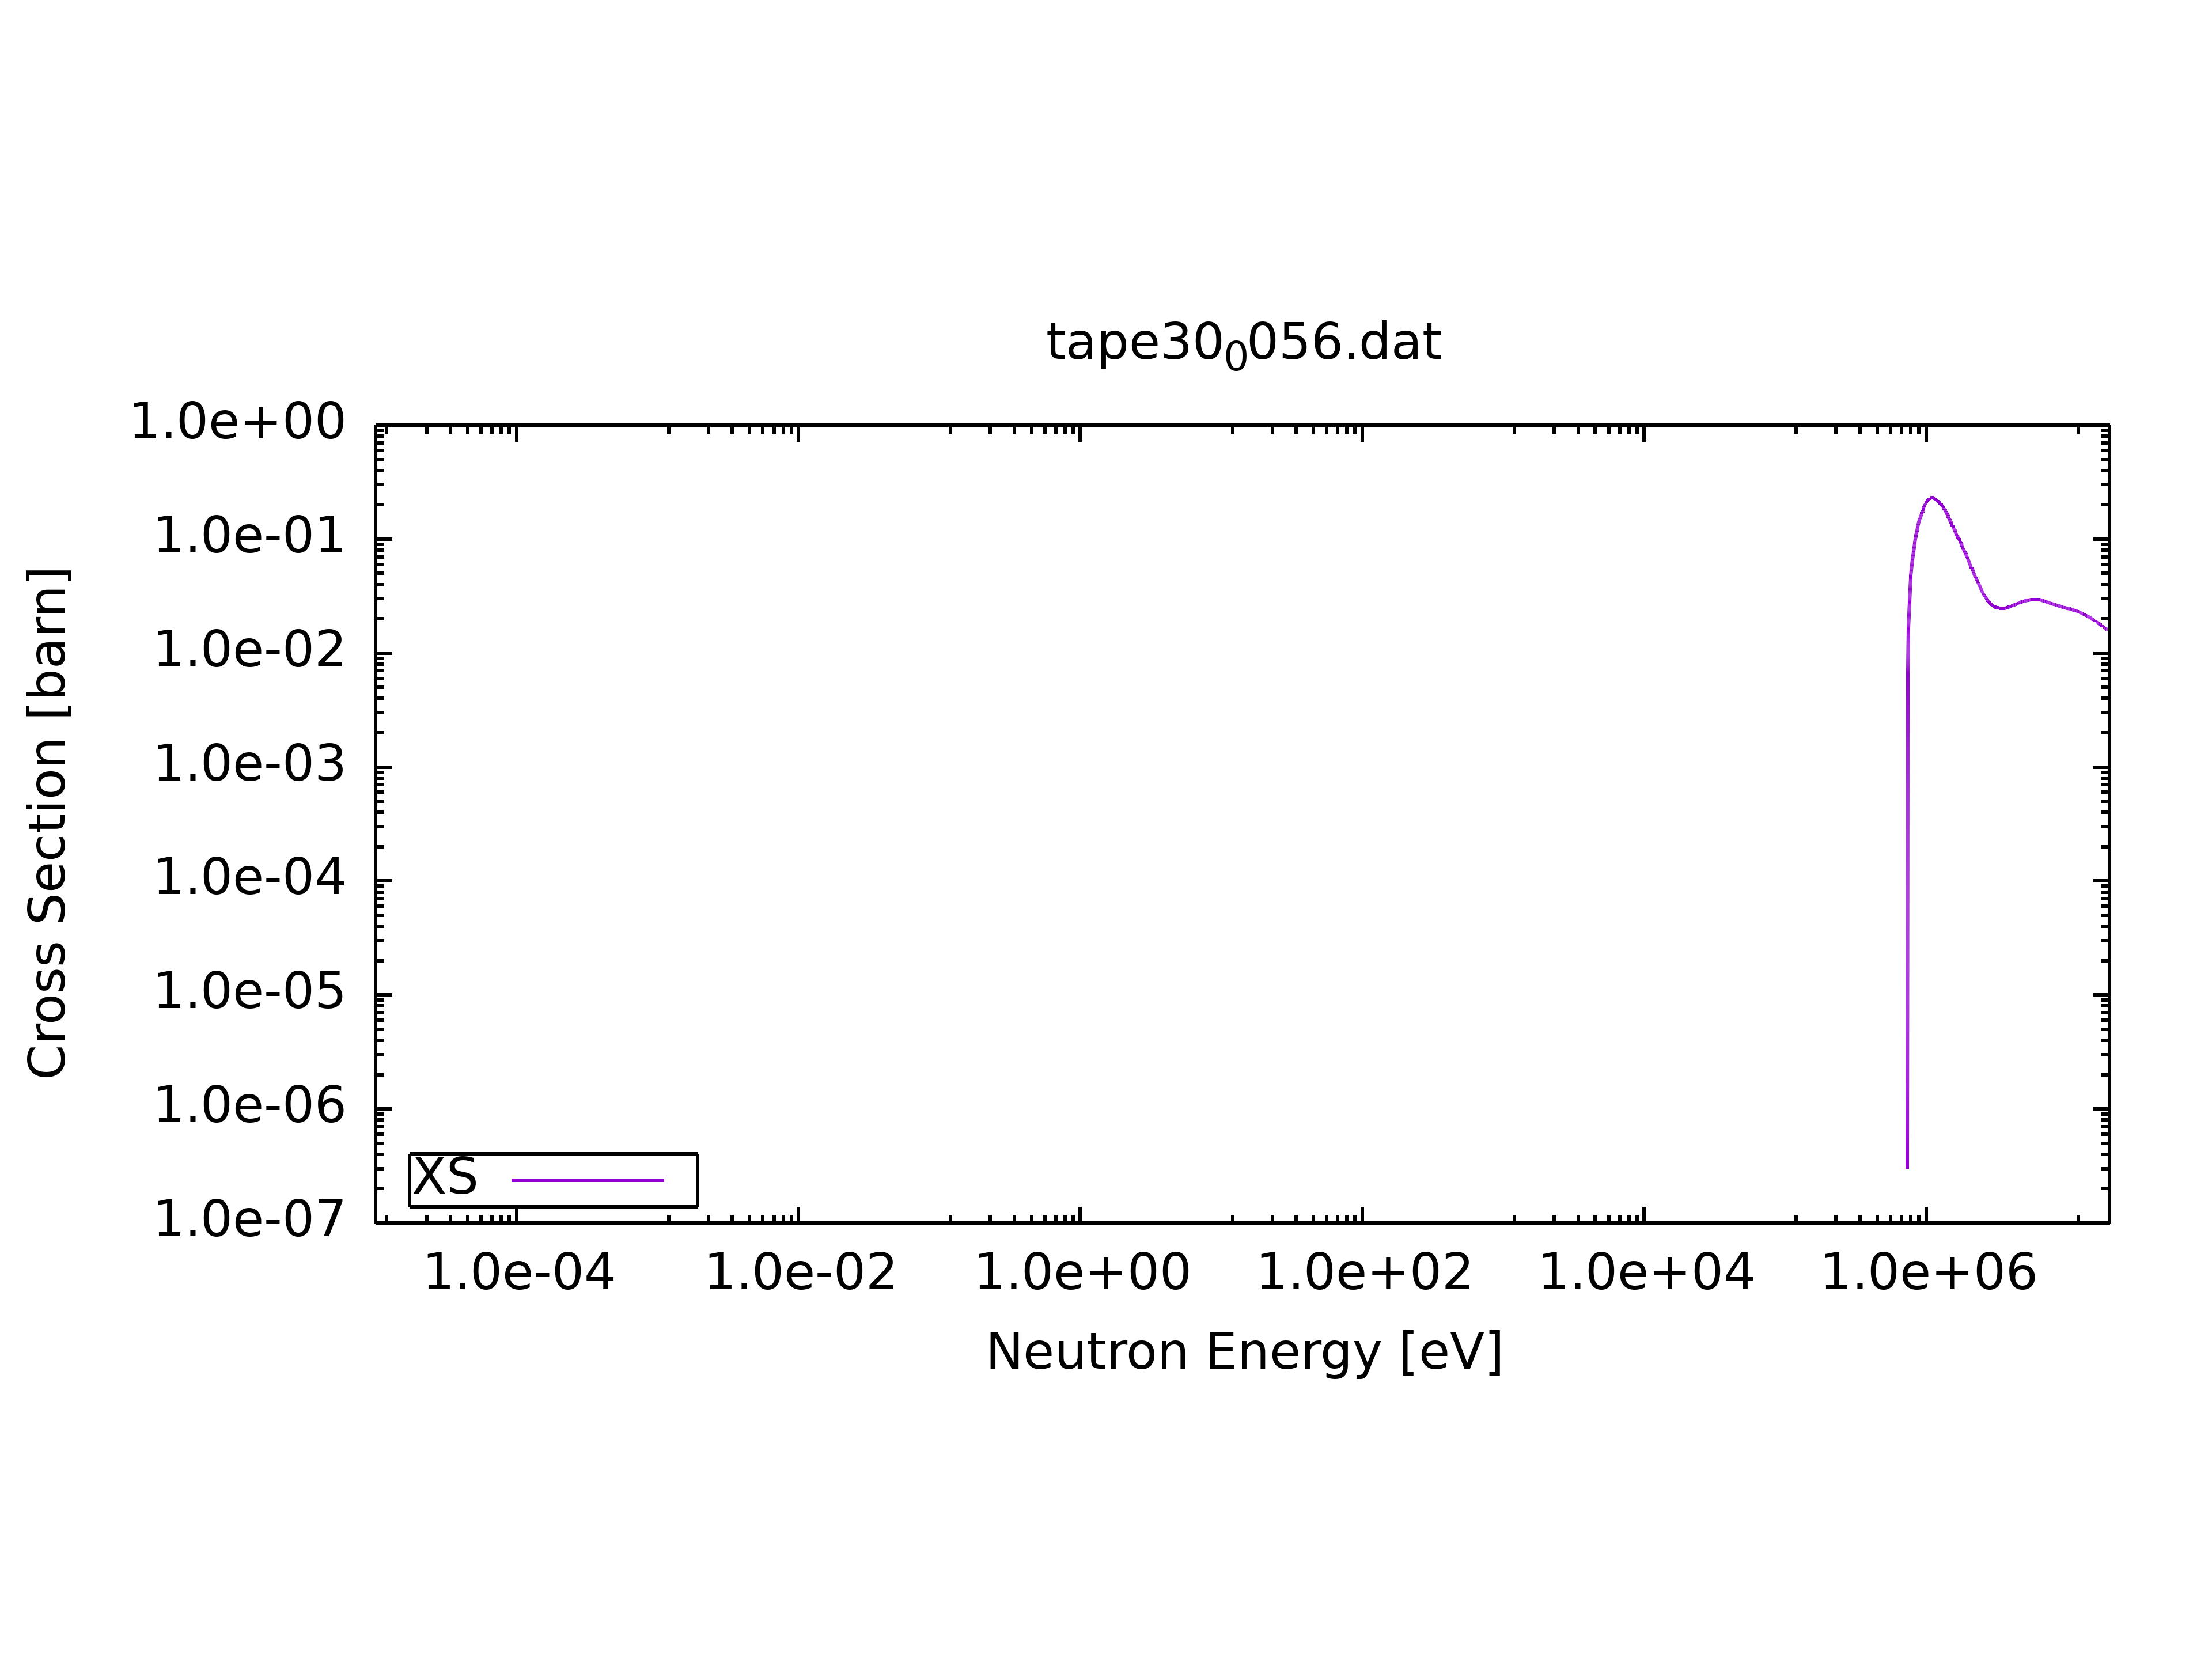 tape30₀056.dat
1.0e+00
1.0e-01
1.0e-02
1.0e-03
1.0e-04
1.0e-05
1.0e-06
1.0e-07
Cross Section [barn]
XS
1.0e-04 1.0e-02 1.0e+00 1.0e+02 1.0e+04 1.0e+06
Neutron Energy [eV]